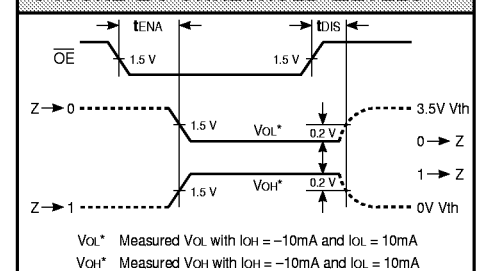 tENA tDIS
OE 1.5 V 1.5 V
Z→0 3.5V Vth
1.5 V VOL* 0.2 V
0→Z
1→Z
1.5 V VOH* 0.2 V
Z→1 0V Vth
VOL* Measured VOL with IOH = –10mA and IOL = 10mA
VOH* Measured VOH with IOH = –10mA and IOL = 10mA